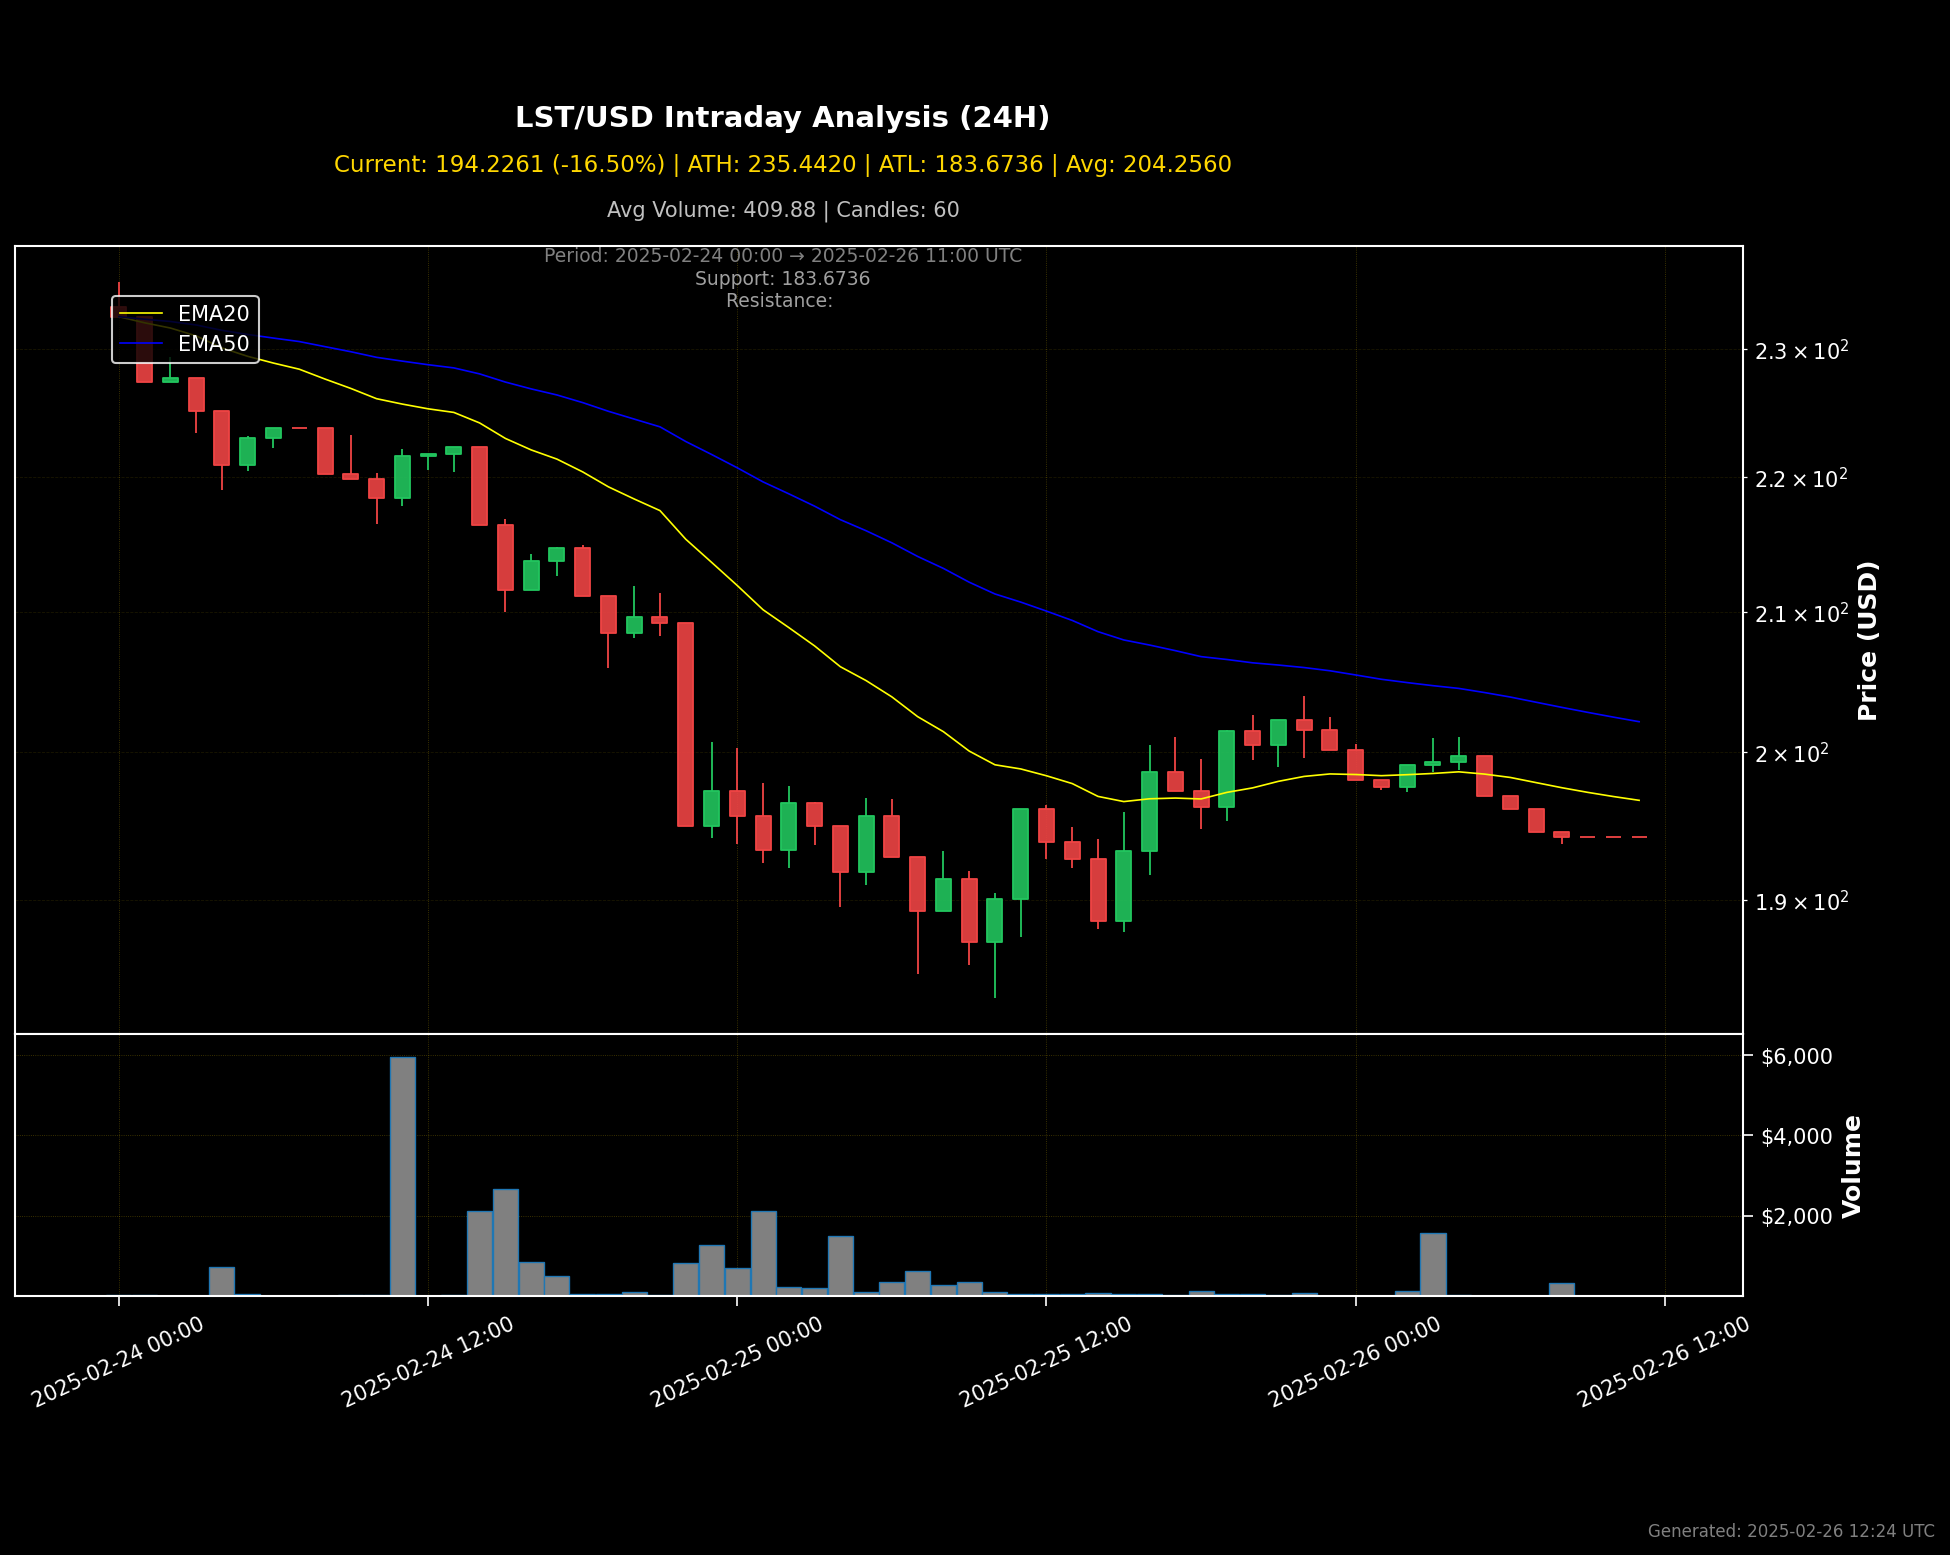 LST/USD Intraday Analysis (24H)
Current: 194.2261 (-16.50%) | ATH: 235.4420 | ATL: 183.6736 | Avg: 204.2560
Avg Volume: 409.88 | Candles: 60
Period: 2025-02-24 00:00 → 2025-02-26 11:00 UTC
Support: 183.6736
Resistance:
EMA20
EMA50
2.3 × 10²
2.2 × 10²
2.1 × 10²
2 × 10²
1.9 × 10²
Price (USD)
$6,000
$4,000
$2,000
Volume
2025-02-24 00:00
2025-02-24 12:00
2025-02-25 00:00
2025-02-25 12:00
2025-02-26 00:00
2025-02-26 12:00
Generated: 2025-02-26 12:24 UTC